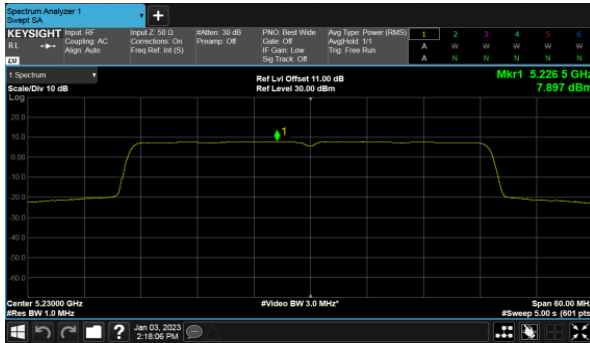 Spectrum Analyzer 1
Swept SA
+
KEYSIGHT Input: RF Input Z: 50 Ω #Atten: 30 dB PNO: Best Wide Avg Type: Power (RMS) 1 2 3 4 5 6
RL Coupling: AC Corrections: On Preamp: Off Gate: Off Avg|Hold: 1/1 A W W W W W
Align: Auto Freq Ref: Int (S) IF Gain: Low Trig: Free Run
LXI Sig Track: Off A N N N N N
1 Spectrum
Ref Lvl Offset 11.00 dB Mkr1 5.226 5 GHz
Scale/Div 10 dB Ref Level 30.00 dBm 7.897 dBm
Log
20.0
10.0
1
0.00
-10.0
-20.0
-30.0
-40.0
-50.0
-60.0
Center 5.23000 GHz #Video BW 3.0 MHz* Span 60.00 MHz
#Res BW 1.0 MHz #Sweep 5.00 s (601 pts)
? Jan 03, 2023
2:18:06 PM